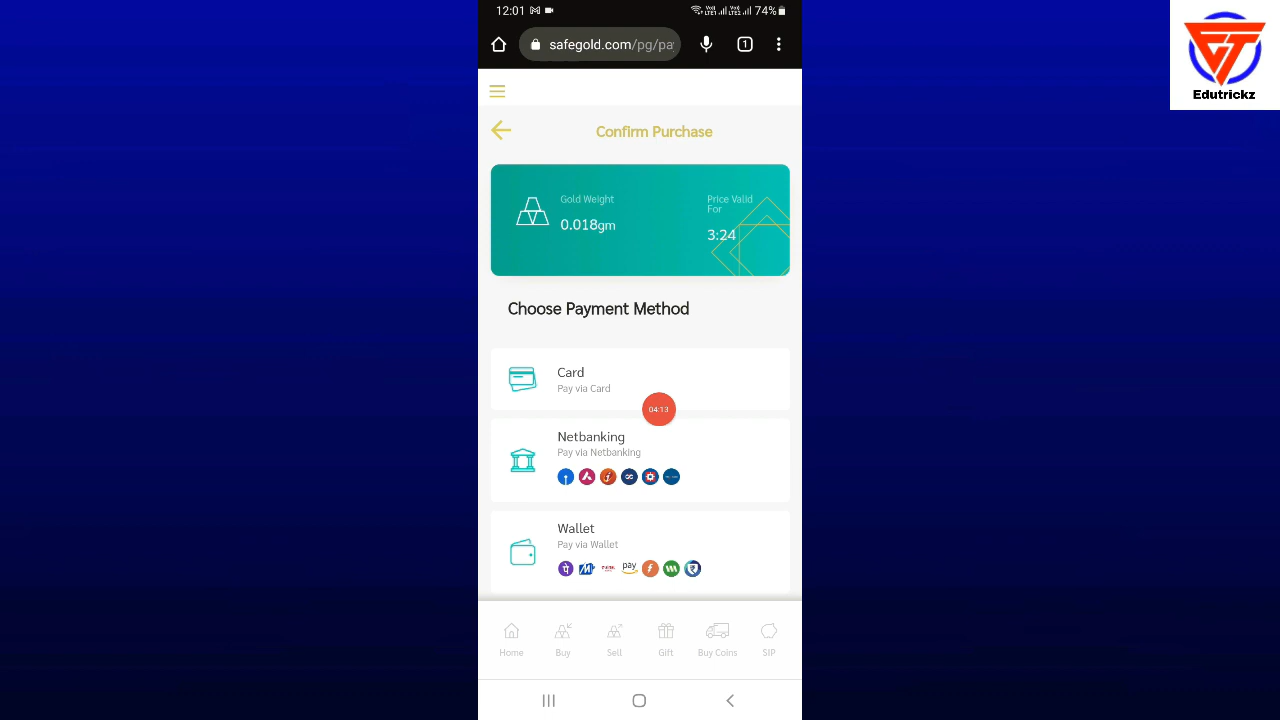 12:01
74%
safegold.com/pg/pa
1
Edutrickz
Confirm Purchase
Gold Weight
0.018gm
Price Valid
For
3:24
Choose Payment Method
Card
Pay via Card
04:13
Netbanking
Pay via Netbanking
Wallet
Pay via Wallet
pay
Home
Buy
Sell
Gift
Buy Coins
SIP